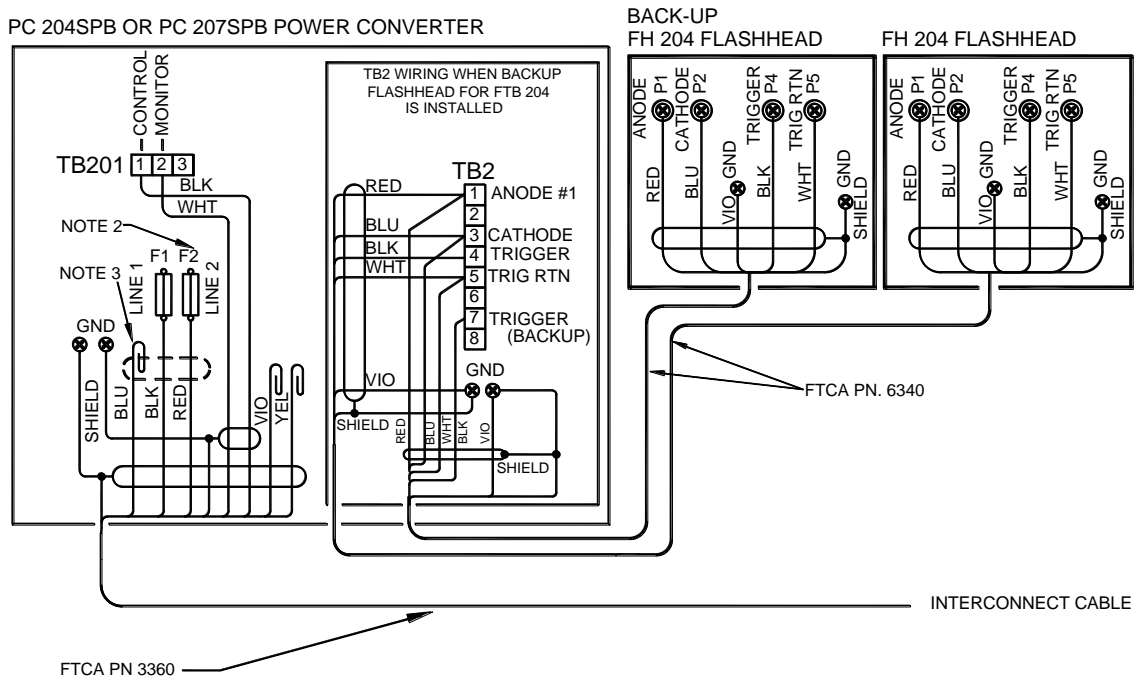 PC 204SPB OR PC 207SPB POWER CONVERTER
BACK-UP
FH 204 FLASHHEAD
FH 204 FLASHHEAD
TB2 WIRING WHEN BACKUP
FLASHHEAD FOR FTB 204
IS INSTALLED
CONTROL
MONITOR
TB201
1 2 3
BLK
WHT
NOTE 2
F1 F2
NOTE 3
LINE 1
LINE 2
GND
SHIELD
BLU
BLK
RED
VIO
YEL
TB2
RED
1 ANODE #1
2
BLU
3 CATHODE
BLK
4 TRIGGER
WHT
5 TRIG RTN
6
7 TRIGGER
8 (BACKUP)
VIO
GND
SHIELD
RED
BLU
WHT
BLK
VIO
SHIELD
ANODE
P1
CATHODE
P2
TRIGGER
P4
TRIG RTN
P5
RED
BLU
VIO
GND
BLK
WHT
GND
SHIELD
ANODE
P1
CATHODE
P2
TRIGGER
P4
TRIG RTN
P5
RED
BLU
VIO
GND
BLK
WHT
GND
SHIELD
FTCA PN. 6340
INTERCONNECT CABLE
FTCA PN 3360